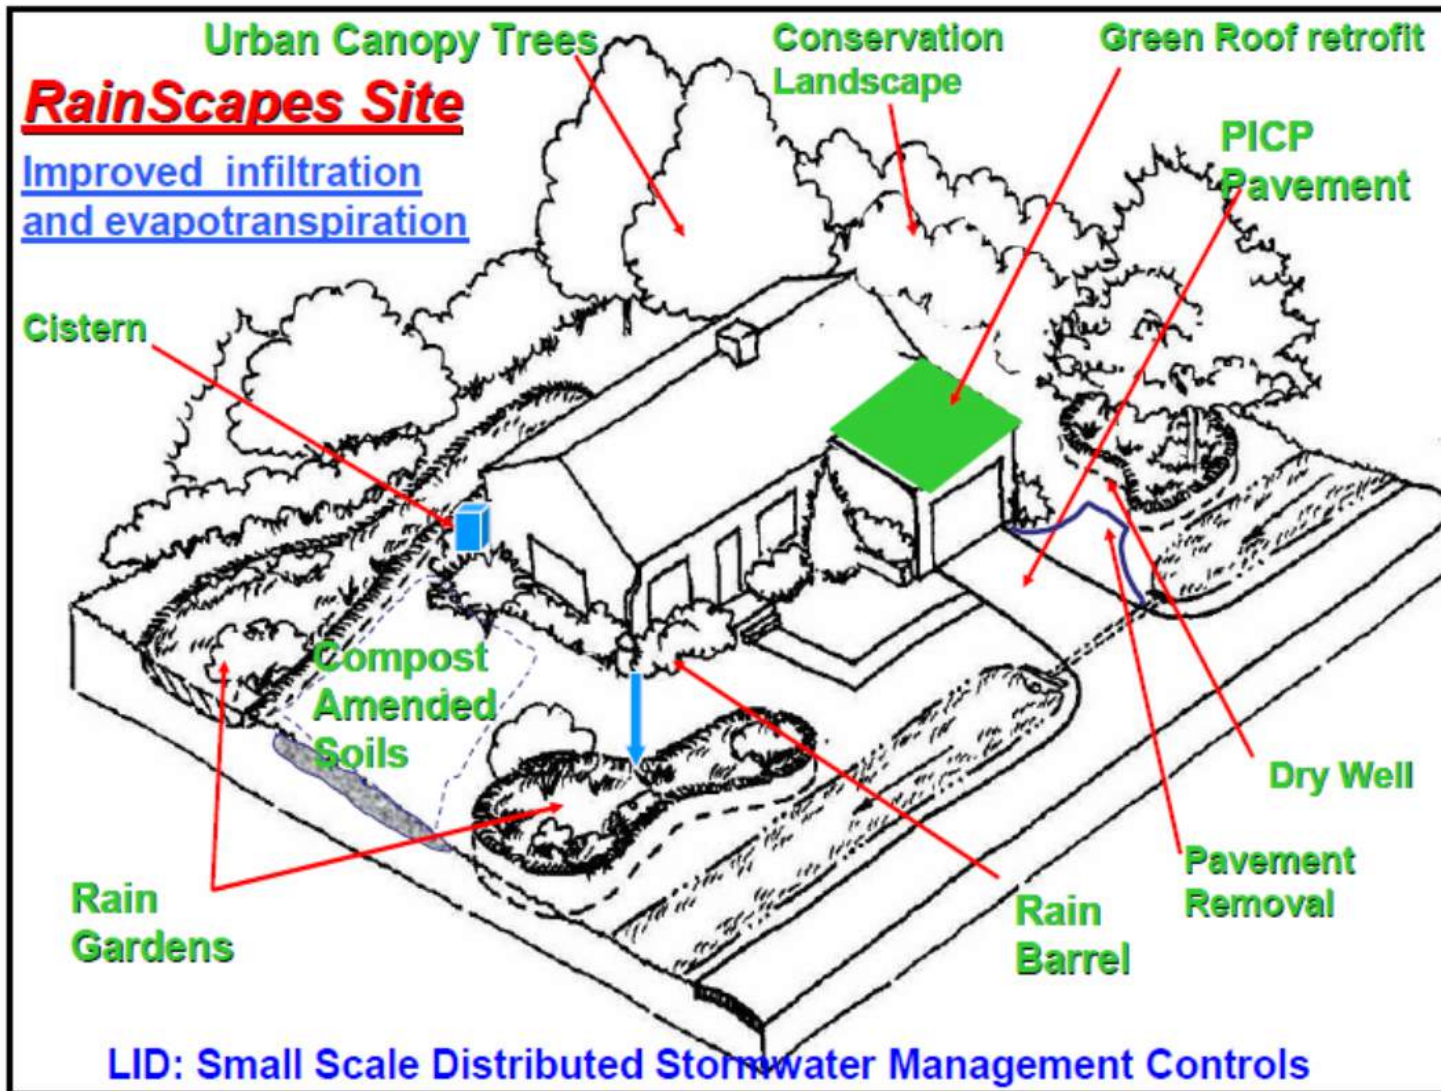 Urban Canopy Trees
Conservation
Landscape
Green Roof retrofit
RainScapes Site
PICP
Pavement
Improved infiltration
and evapotranspiration
Cistern
Compost
Amended
Soils
Dry Well
Pavement
Removal
Rain
Gardens
Rain
Barrel
LID: Small Scale Distributed Stormwater Management Controls